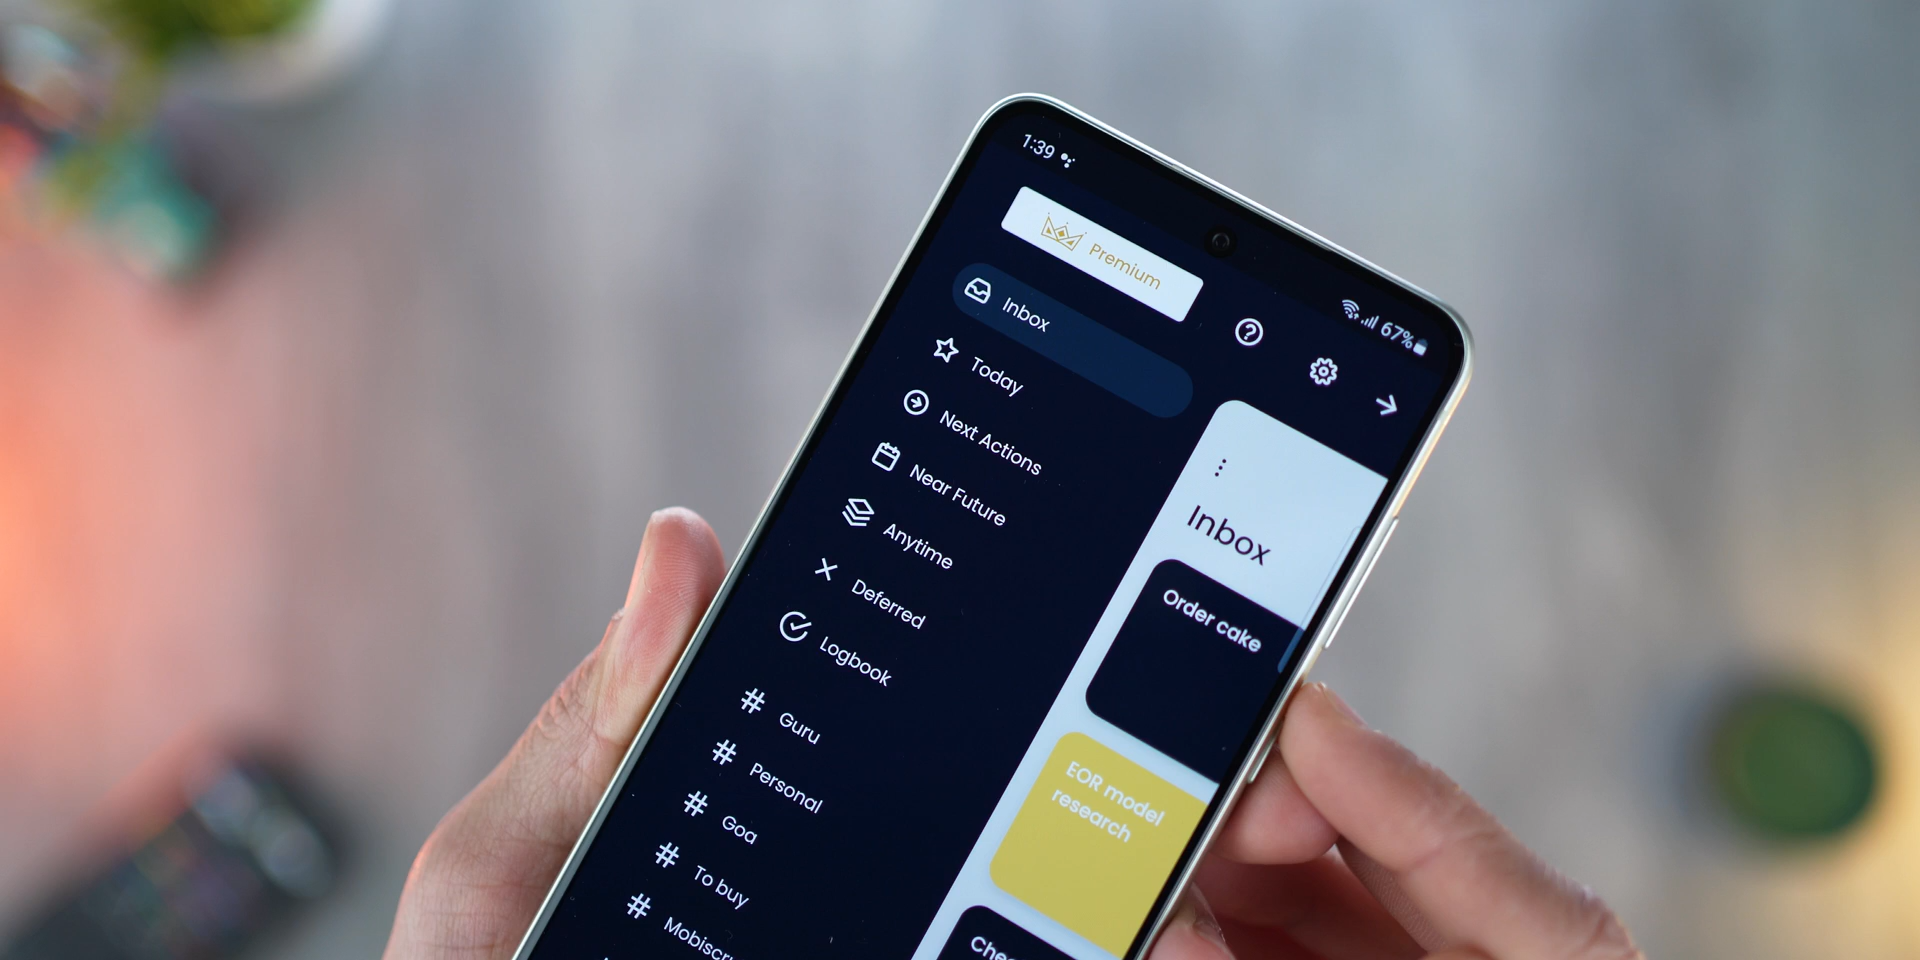 1:39
67%
Premium
Inbox
Today
Next Actions
Near Future
Anytime
Deferred
Logbook
# Guru
# Personal
# Goa
# To buy
#
Inbox
Order cake
EOR model
research